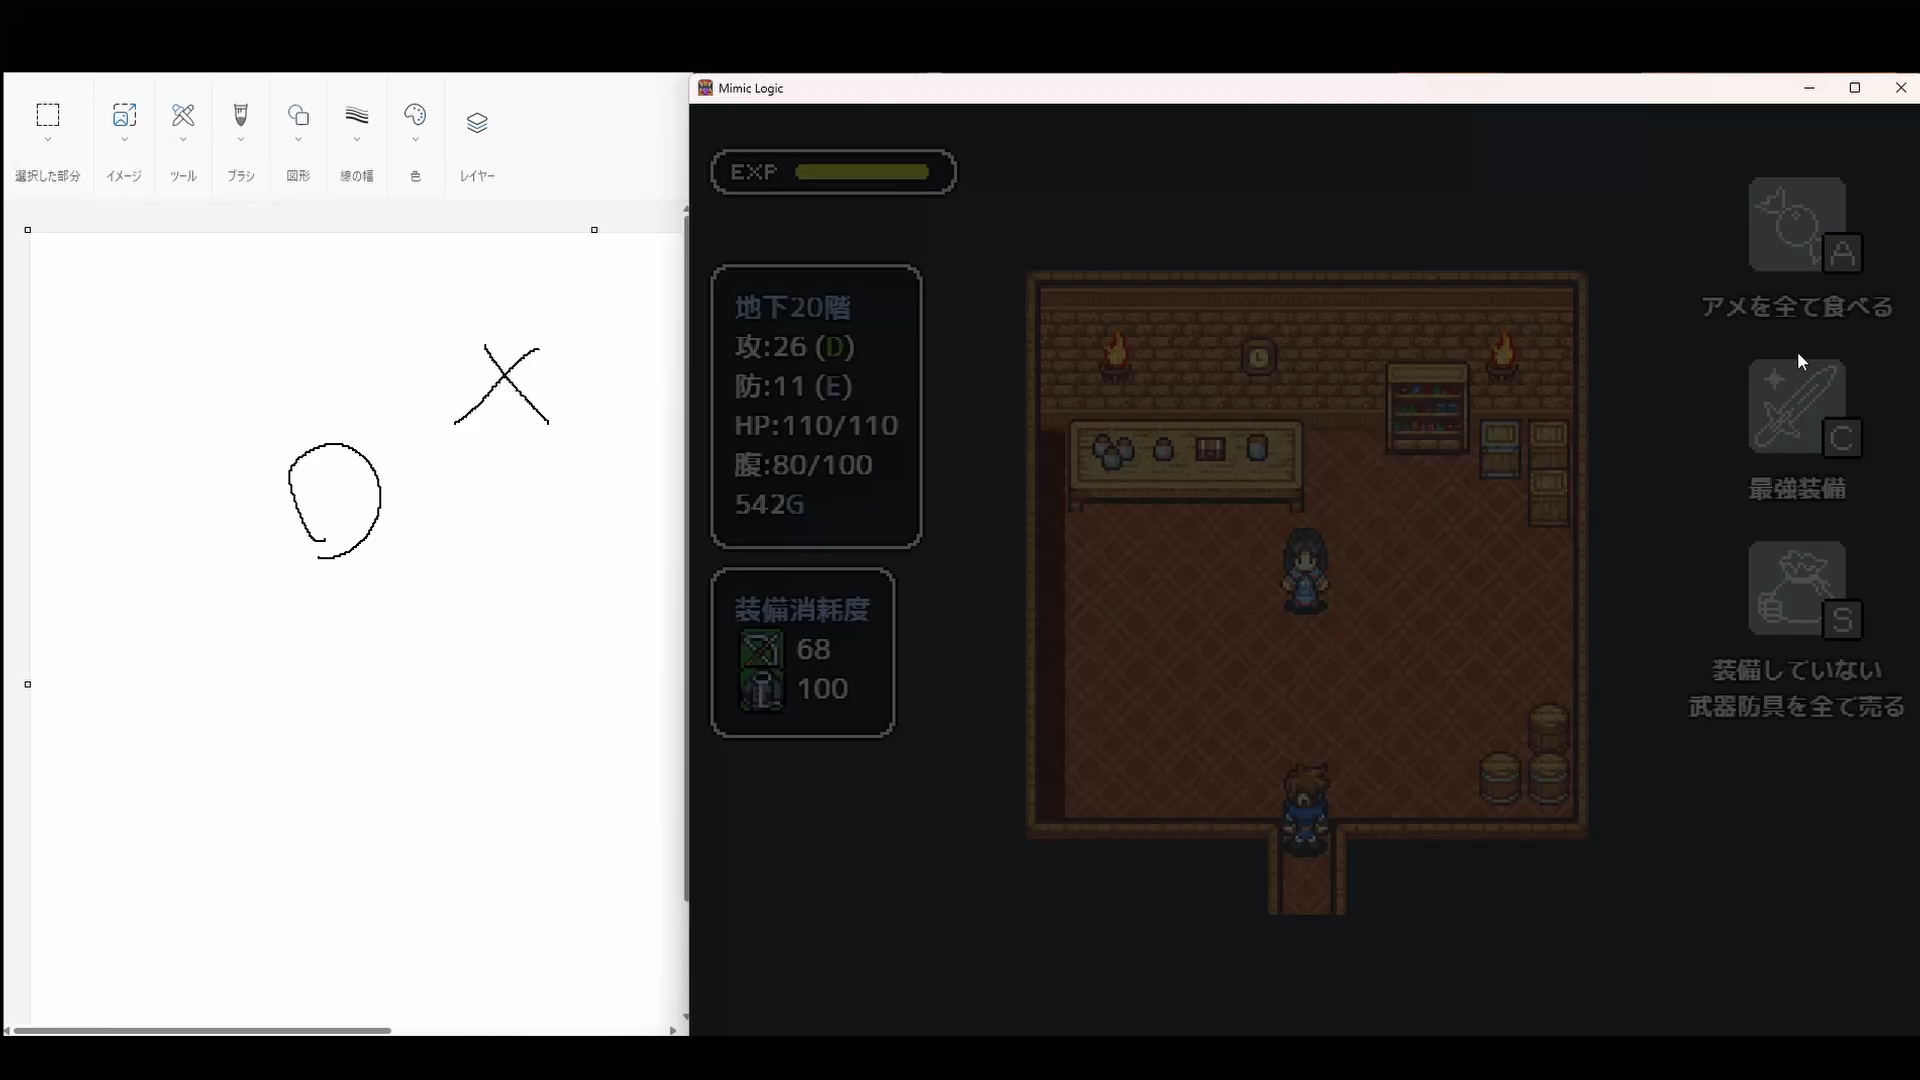 Mimic Logic
選択した部分
イメージ
ツール
ブラシ
図形
線の幅
色
レイヤー
EXP
地下20階
攻:26 (D)
防:11 (E)
HP:110/110
腹:80/100
542G
装備消耗度
68
100
A
アメを全て食べる
C
最強装備
S
装備していない
武器防具を全て売る